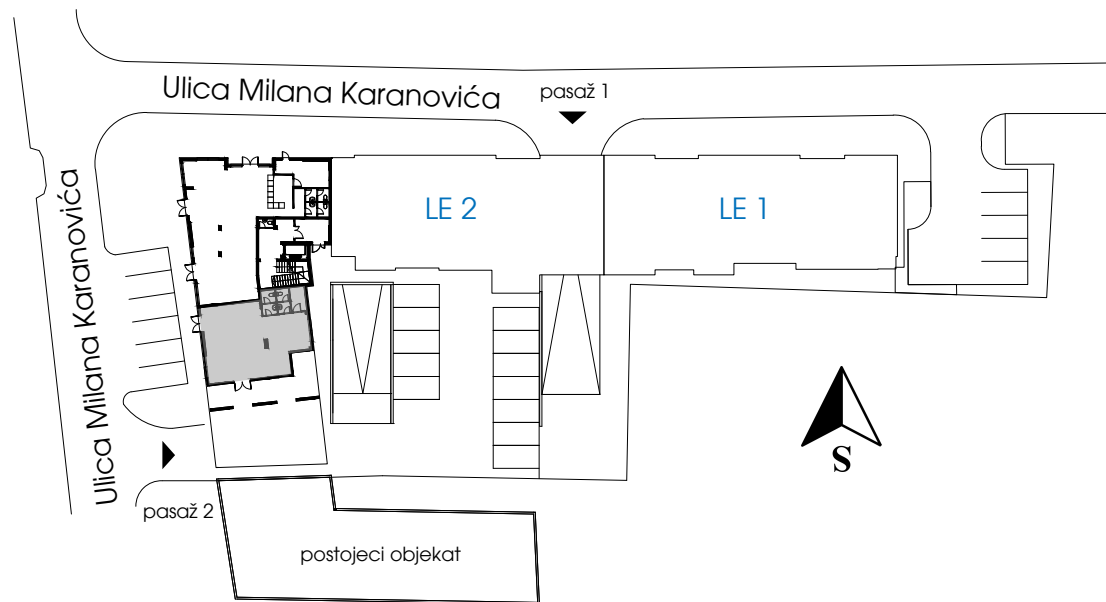 Ulica Milana Karanovića
pasaž 1
LE 2
LE 1
Ulica Milana Karanovića
S
pasaž 2
postojeci objekat